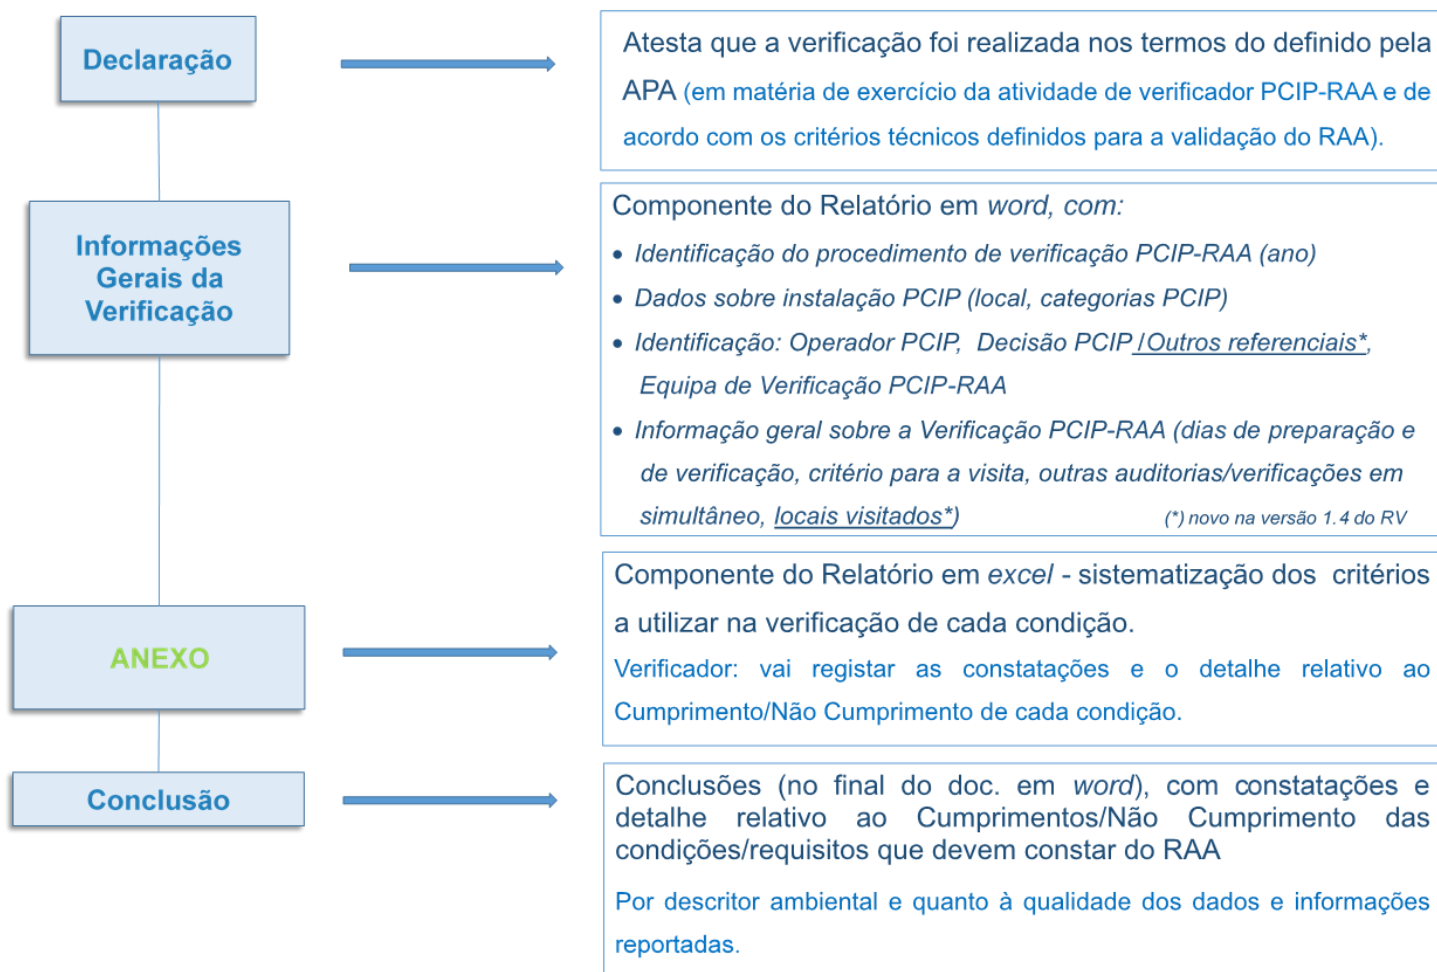 Declaração
Atesta que a verificação foi realizada nos termos do definido pela
APA (em matéria de exercício da atividade de verificador PCIP-RAA e de
acordo com os critérios técnicos definidos para a validação do RAA).
Informações
Gerais da
Verificação
Componente do Relatório em word, com:
• Identificação do procedimento de verificação PCIP-RAA (ano)
• Dados sobre instalação PCIP (local, categorias PCIP)
• Identificação: Operador PCIP, Decisão PCIP /Outros referenciais*,
Equipa de Verificação PCIP-RAA
• Informação geral sobre a Verificação PCIP-RAA (dias de preparação e
de verificação, critério para a visita, outras auditorias/verificações em
simultâneo, locais visitados*)
(*) novo na versão 1.4 do RV
ANEXO
Componente do Relatório em excel - sistematização dos critérios
a utilizar na verificação de cada condição.
Verificador: vai registar as constatações e o detalhe relativo ao
Cumprimento/Não Cumprimento de cada condição.
Conclusão
Conclusões (no final do doc. em word), com constatações e
detalhe relativo ao Cumprimentos/Não Cumprimento das
condições/requisitos que devem constar do RAA
Por descritor ambiental e quanto à qualidade dos dados e informações
reportadas.